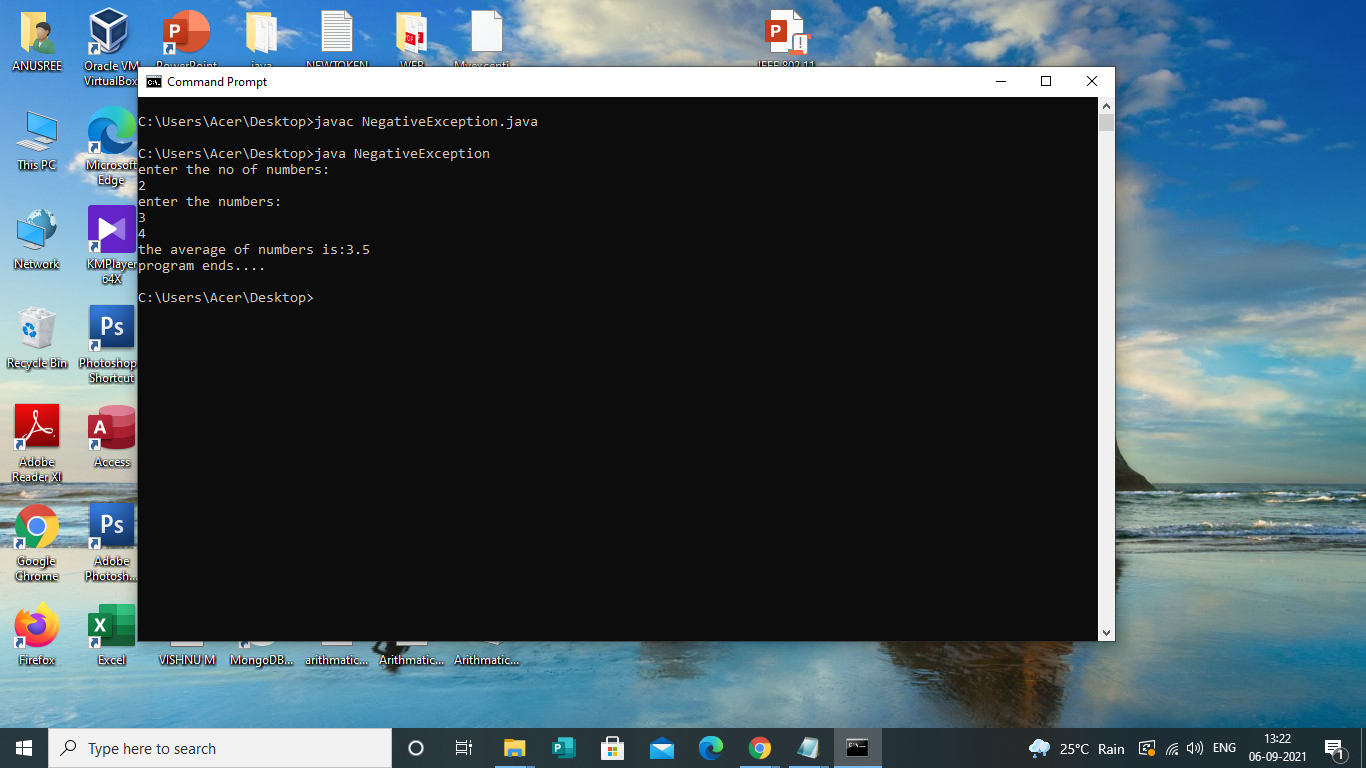 ANUSREE
Oracle VM
VirtualBox
PowerPoint
java
NEWTOKEN
WEB
IEEE 802.11
Command Prompt
C:\Users\Acer\Desktop>javac NegativeException.java
C:\Users\Acer\Desktop>java NegativeException
enter the no of numbers:
2
enter the numbers:
3
4
the average of numbers is:3.5
program ends....
C:\Users\Acer\Desktop>
This PC
Microsoft
Edge
Network
KMPlayer
64X
Recycle Bin
Photoshop
Shortcut
Adobe
Reader XI
Access
Google
Chrome
Adobe
Photosh...
Firefox
Excel
VISHNU M
MongoDB...
arithmatic...
Arithmatic...
Arithmatic...
Type here to search
25°C Rain
ENG
13:22
06-09-2021
1